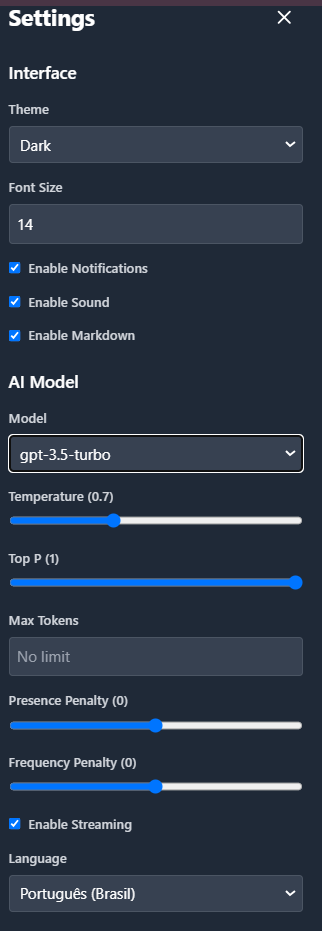 Settings
Interface
Theme
Dark
Font Size
14
Enable Notifications
Enable Sound
Enable Markdown
AI Model
Model
gpt-3.5-turbo
Temperature (0.7)
Top P (1)
Max Tokens
No limit
Presence Penalty (0)
Frequency Penalty (0)
Enable Streaming
Language
Português (Brasil)